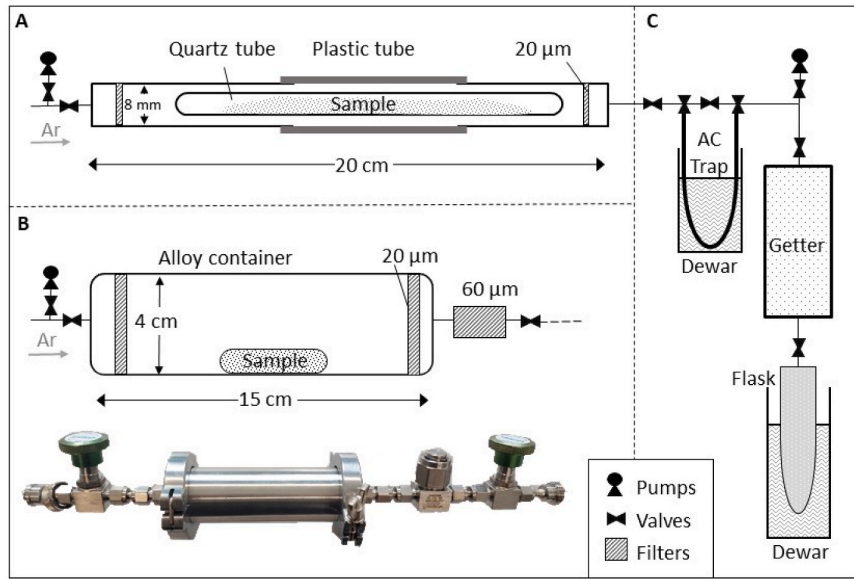 A
Quartz tube
Plastic tube
20 μm
8 mm
Sample
Ar
20 cm
B
Alloy container
20 μm
60 μm
4 cm
Ar
Sample
15 cm
C
AC
Trap
Dewar
Getter
Flask
Dewar
Pumps
Valves
Filters